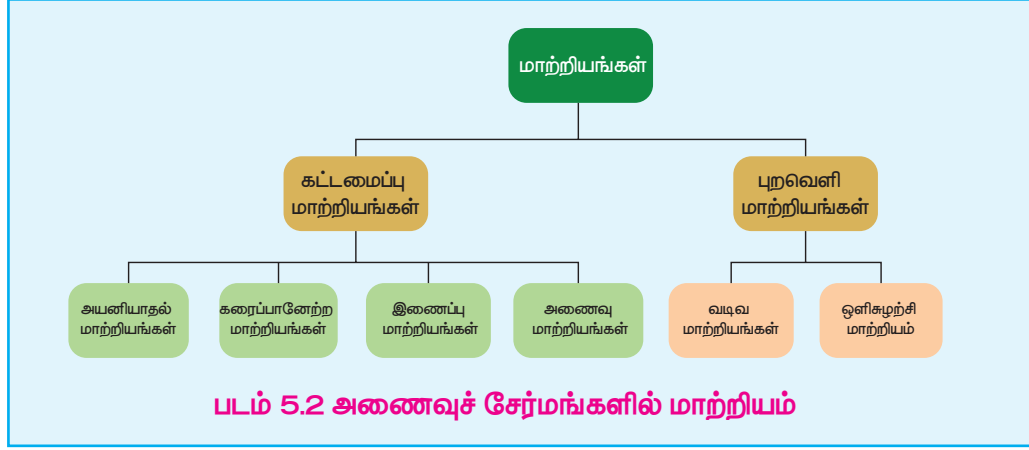 மாற்றியங்கள்
கட்டமைப்பு
மாற்றியங்கள்
புறவெளி
மாற்றியங்கள்
அயனியாதல்
மாற்றியங்கள்
கரைப்பானேற்ற
மாற்றியங்கள்
இணைப்பு
மாற்றியங்கள்
அணைவு
மாற்றியங்கள்
வடிவ
மாற்றியங்கள்
ஒளிசுழற்சி
மாற்றியம்
படம் 5.2 அணைவுச் சேர்மங்களில் மாற்றியம்